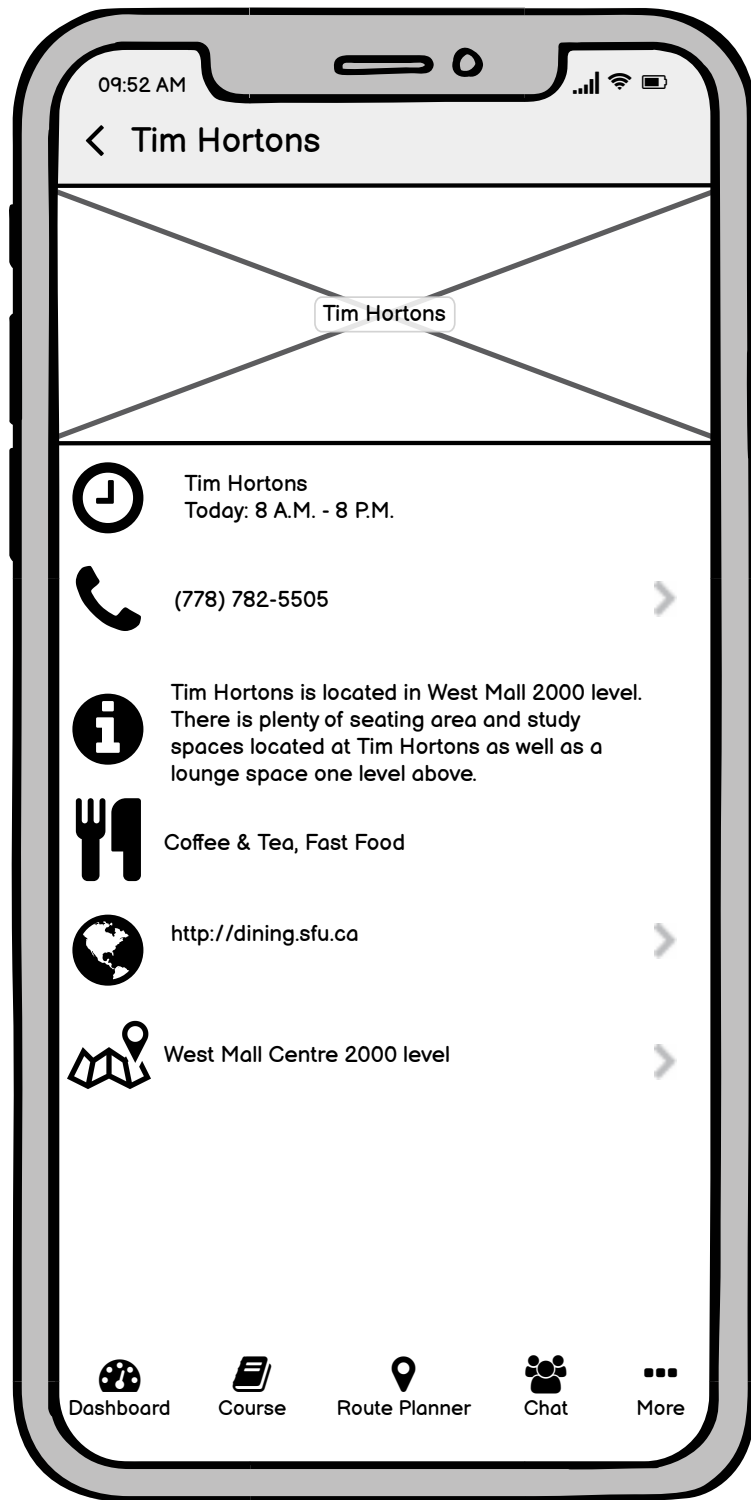 09:52 AM
Tim Hortons
Tim Hortons
Tim Hortons
Today: 8 A.M. - 8 P.M.
(778) 782-5505
Tim Hortons is located in West Mall 2000 level.
There is plenty of seating area and study
spaces located at Tim Hortons as well as a
lounge space one level above.
Coffee & Tea, Fast Food
http://dining.sfu.ca
West Mall Centre 2000 level
Dashboard
Course
Route Planner
Chat
More